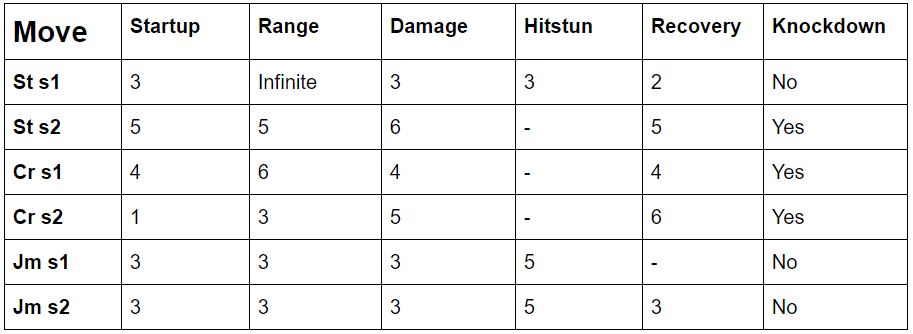 Move Startup Range Damage Hitstun Recovery Knockdown
St s1 3 Infinite 3 3 2 No
St s2 5 5 6 - 5 Yes
Cr s1 4 6 4 - 4 Yes
Cr s2 1 3 5 - 6 Yes
Jm s1 3 3 3 5 - No
Jm s2 3 3 3 5 3 No